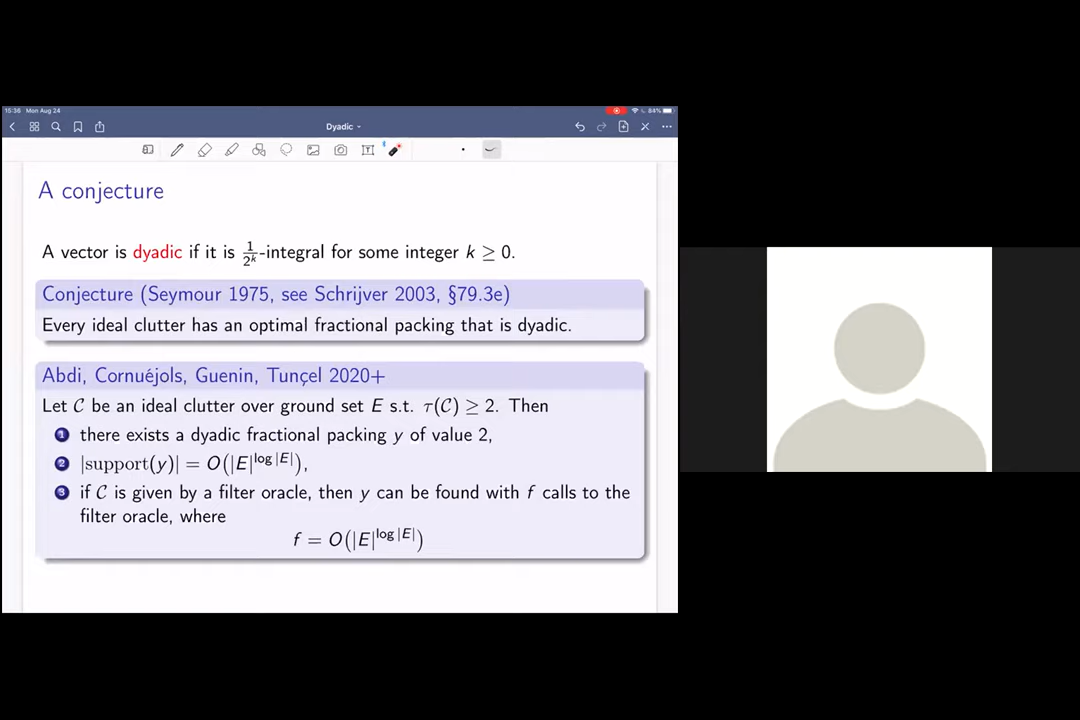 15:36 Mon Aug 24
84%
Dyadic
A conjecture
A vector is dyadic if it is 1/2^k-integral for some integer k ≥ 0.
Conjecture (Seymour 1975, see Schrijver 2003, §79.3e)
Every ideal clutter has an optimal fractional packing that is dyadic.
Abdi, Cornuéjols, Guenin, Tunçel 2020+
Let C be an ideal clutter over ground set E s.t. τ(C) ≥ 2. Then
1 there exists a dyadic fractional packing y of value 2,
2 |support(y)| = O(|E|^log |E|),
3 if C is given by a filter oracle, then y can be found with f calls to the
filter oracle, where
f = O(|E|^log |E|)